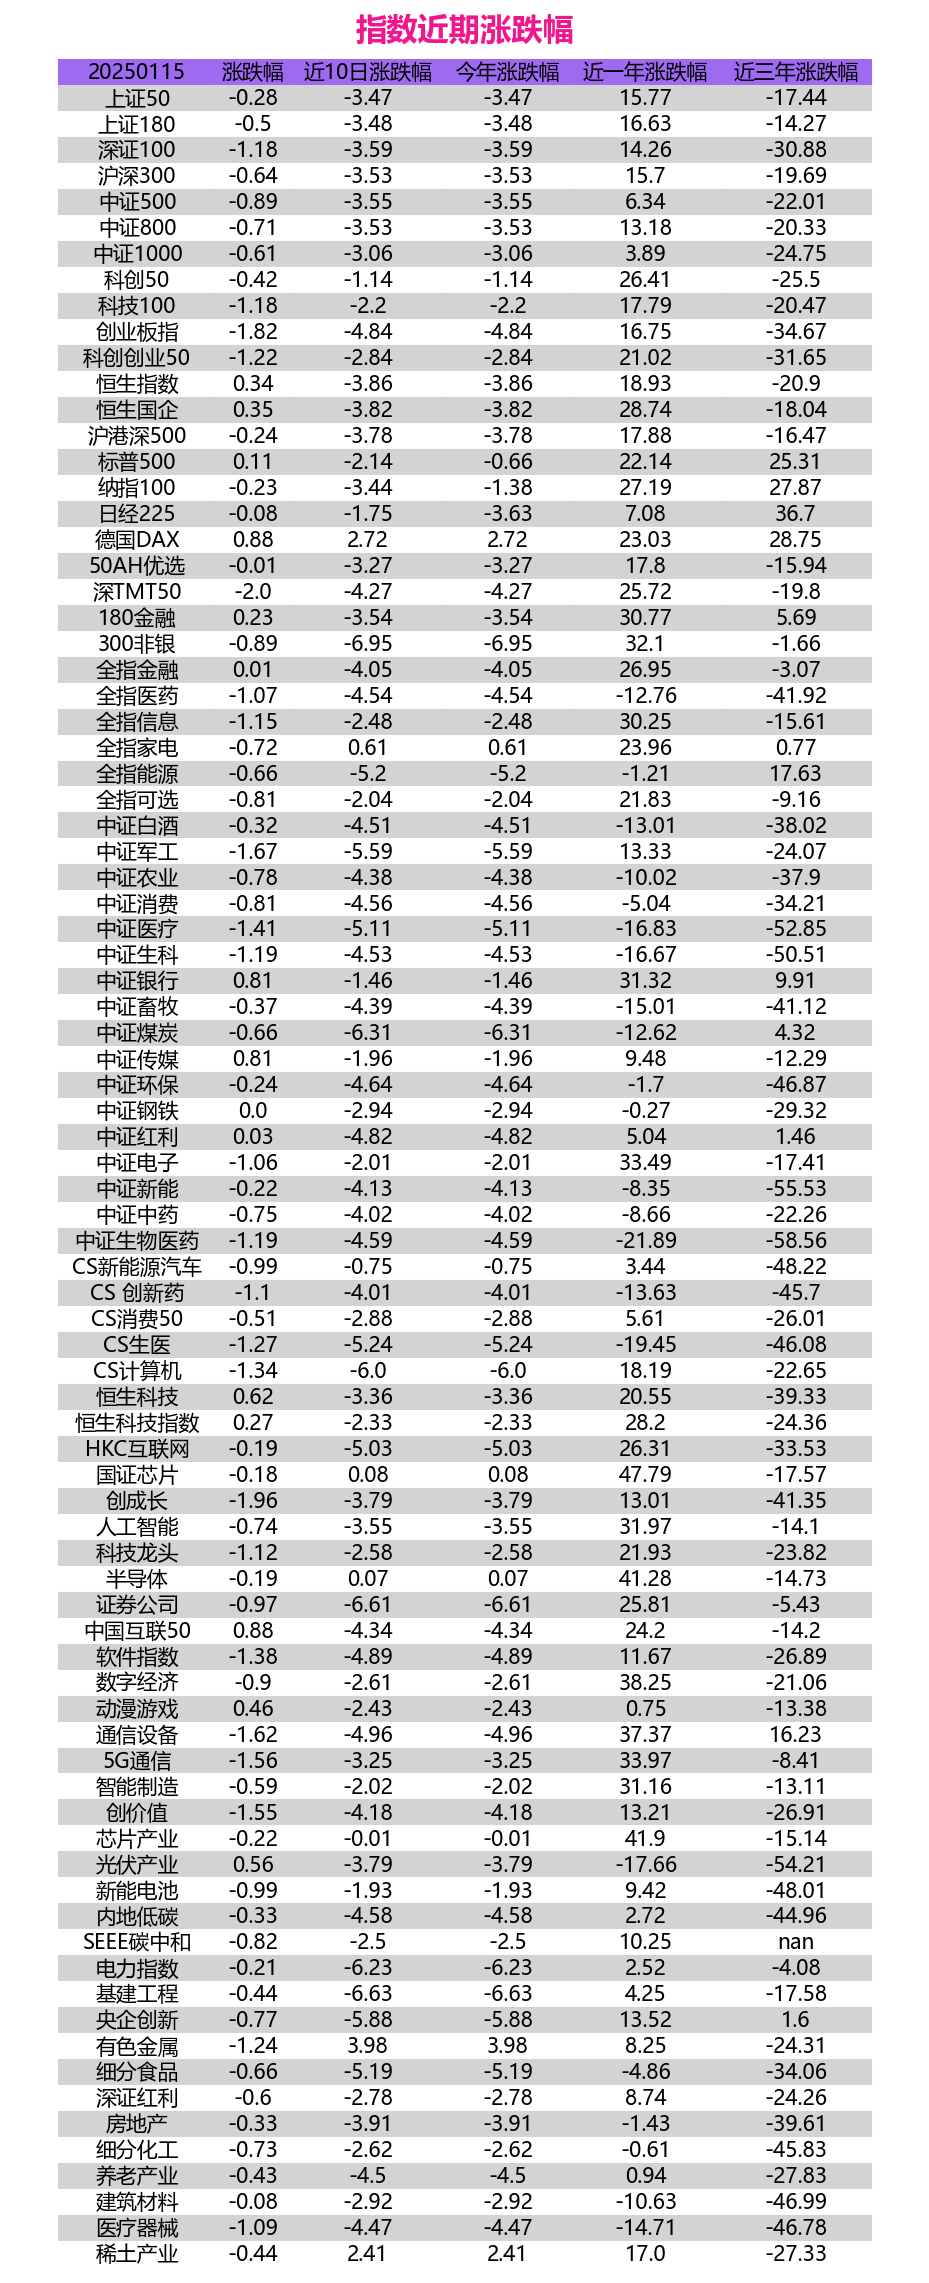 指数近期涨跌幅
20250115 涨跌幅 近10日涨跌幅 今年涨跌幅 近一年涨跌幅 近三年涨跌幅
上证50 -0.28 -3.47 -3.47 15.77 -17.44
上证180 -0.5 -3.48 -3.48 16.63 -14.27
深证100 -1.18 -3.59 -3.59 14.26 -30.88
沪深300 -0.64 -3.53 -3.53 15.7 -19.69
中证500 -0.89 -3.55 -3.55 6.34 -22.01
中证800 -0.71 -3.53 -3.53 13.18 -20.33
中证1000 -0.61 -3.06 -3.06 3.89 -24.75
科创50 -0.42 -1.14 -1.14 26.41 -25.5
科技100 -1.18 -2.2 -2.2 17.79 -20.47
创业板指 -1.82 -4.84 -4.84 16.75 -34.67
科创创业50 -1.22 -2.84 -2.84 21.02 -31.65
恒生指数 0.34 -3.86 -3.86 18.93 -20.9
恒生国企 0.35 -3.82 -3.82 28.74 -18.04
沪港深500 -0.24 -3.78 -3.78 17.88 -16.47
标普500 0.11 -2.14 -0.66 22.14 25.31
纳指100 -0.23 -3.44 -1.38 27.19 27.87
日经225 -0.08 -1.75 -3.63 7.08 36.7
德国DAX 0.88 2.72 2.72 23.03 28.75
50AH优选 -0.01 -3.27 -3.27 17.8 -15.94
深TMT50 -2.0 -4.27 -4.27 25.72 -19.8
180金融 0.23 -3.54 -3.54 30.77 5.69
300非银 -0.89 -6.95 -6.95 32.1 -1.66
全指金融 0.01 -4.05 -4.05 26.95 -3.07
全指医药 -1.07 -4.54 -4.54 -12.76 -41.92
全指信息 -1.15 -2.48 -2.48 30.25 -15.61
全指家电 -0.72 0.61 0.61 23.96 0.77
全指能源 -0.66 -5.2 -5.2 -1.21 17.63
全指可选 -0.81 -2.04 -2.04 21.83 -9.16
中证白酒 -0.32 -4.51 -4.51 -13.01 -38.02
中证军工 -1.67 -5.59 -5.59 13.33 -24.07
中证农业 -0.78 -4.38 -4.38 -10.02 -37.9
中证消费 -0.81 -4.56 -4.56 -5.04 -34.21
中证医疗 -1.41 -5.11 -5.11 -16.83 -52.85
中证生科 -1.19 -4.53 -4.53 -16.67 -50.51
中证银行 0.81 -1.46 -1.46 31.32 9.91
中证畜牧 -0.37 -4.39 -4.39 -15.01 -41.12
中证煤炭 -0.66 -6.31 -6.31 -12.62 4.32
中证传媒 0.81 -1.96 -1.96 9.48 -12.29
中证环保 -0.24 -4.64 -4.64 -1.7 -46.87
中证钢铁 0.0 -2.94 -2.94 -0.27 -29.32
中证红利 0.03 -4.82 -4.82 5.04 1.46
中证电子 -1.06 -2.01 -2.01 33.49 -17.41
中证新能 -0.22 -4.13 -4.13 -8.35 -55.53
中证中药 -0.75 -4.02 -4.02 -8.66 -22.26
中证生物医药 -1.19 -4.59 -4.59 -21.89 -58.56
CS新能源汽车 -0.99 -0.75 -0.75 3.44 -48.22
CS 创新药 -1.1 -4.01 -4.01 -13.63 -45.7
CS消费50 -0.51 -2.88 -2.88 5.61 -26.01
CS生医 -1.27 -5.24 -5.24 -19.45 -46.08
CS计算机 -1.34 -6.0 -6.0 18.19 -22.65
恒生科技 0.62 -3.36 -3.36 20.55 -39.33
恒生科技指数 0.27 -2.33 -2.33 28.2 -24.36
HKC互联网 -0.19 -5.03 -5.03 26.31 -33.53
国证芯片 -0.18 0.08 0.08 47.79 -17.57
创成长 -1.96 -3.79 -3.79 13.01 -41.35
人工智能 -0.74 -3.55 -3.55 31.97 -14.1
科技龙头 -1.12 -2.58 -2.58 21.93 -23.82
半导体 -0.19 0.07 0.07 41.28 -14.73
证券公司 -0.97 -6.61 -6.61 25.81 -5.43
中国互联50 0.88 -4.34 -4.34 24.2 -14.2
软件指数 -1.38 -4.89 -4.89 11.67 -26.89
数字经济 -0.9 -2.61 -2.61 38.25 -21.06
动漫游戏 0.46 -2.43 -2.43 0.75 -13.38
通信设备 -1.62 -4.96 -4.96 37.37 16.23
5G通信 -1.56 -3.25 -3.25 33.97 -8.41
智能制造 -0.59 -2.02 -2.02 31.16 -13.11
创价值 -1.55 -4.18 -4.18 13.21 -26.91
芯片产业 -0.22 -0.01 -0.01 41.9 -15.14
光伏产业 0.56 -3.79 -3.79 -17.66 -54.21
新能电池 -0.99 -1.93 -1.93 9.42 -48.01
内地低碳 -0.33 -4.58 -4.58 2.72 -44.96
SEEE碳中和 -0.82 -2.5 -2.5 10.25 nan
电力指数 -0.21 -6.23 -6.23 2.52 -4.08
基建工程 -0.44 -6.63 -6.63 4.25 -17.58
央企创新 -0.77 -5.88 -5.88 13.52 1.6
有色金属 -1.24 3.98 3.98 8.25 -24.31
细分食品 -0.66 -5.19 -5.19 -4.86 -34.06
深证红利 -0.6 -2.78 -2.78 8.74 -24.26
房地产 -0.33 -3.91 -3.91 -1.43 -39.61
细分化工 -0.73 -2.62 -2.62 -0.61 -45.83
养老产业 -0.43 -4.5 -4.5 0.94 -27.83
建筑材料 -0.08 -2.92 -2.92 -10.63 -46.99
医疗器械 -1.09 -4.47 -4.47 -14.71 -46.78
稀土产业 -0.44 2.41 2.41 17.0 -27.33